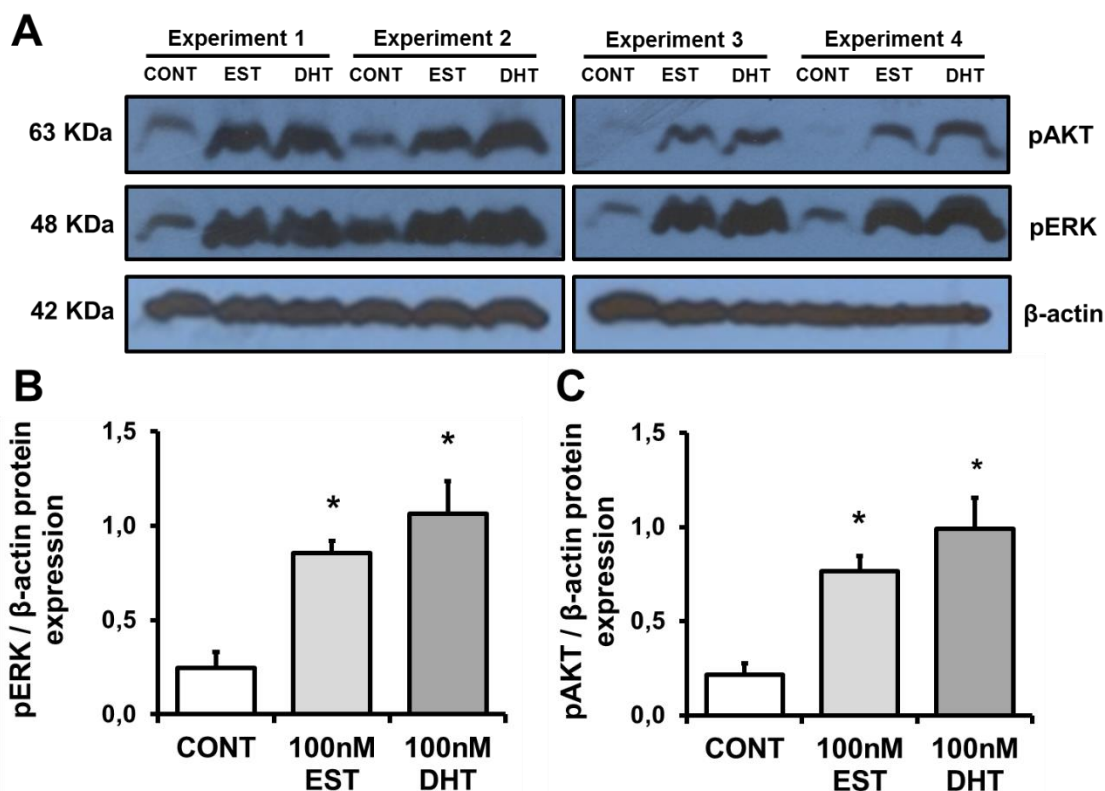 A
Experiment 1 Experiment 2 Experiment 3 Experiment 4
CONT EST DHT CONT EST DHT CONT EST DHT CONT EST DHT
63 KDa pAKT
48 KDa pERK
42 KDa β-actin
B
pERK / β-actin protein
expression
1,5
1,0
0,5
0,0
*
*
CONT 100nM 100nM
EST DHT
C
pAKT / β-actin protein
expression
1,5
1,0
0,5
0,0
*
*
CONT 100nM 100nM
EST DHT